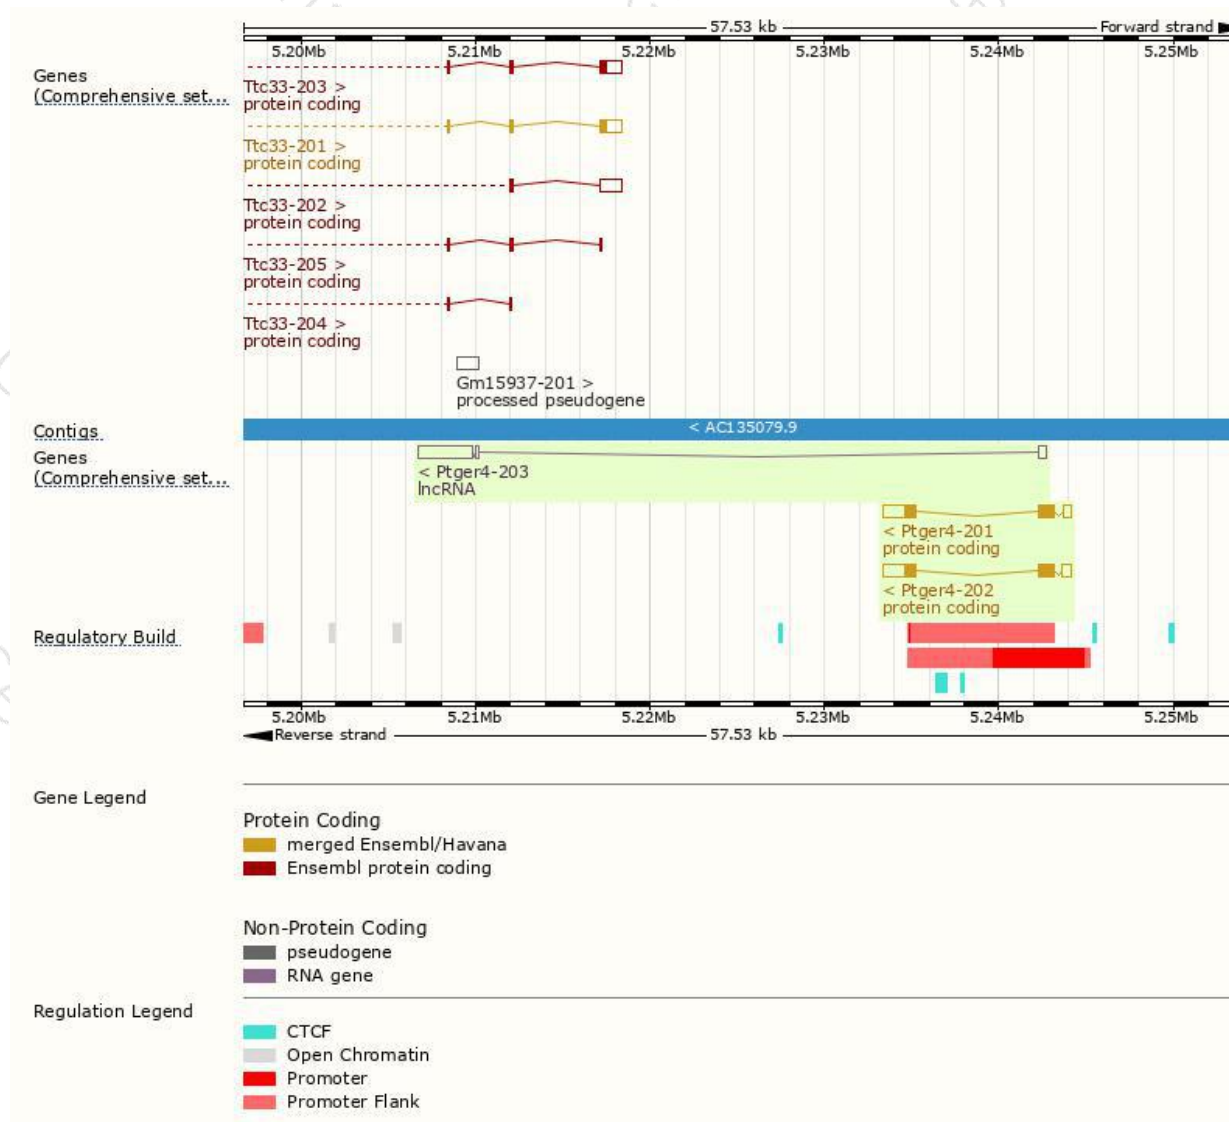 57.53 kb
Forward strand
5.20Mb 5.21Mb 5.22Mb 5.23Mb 5.24Mb 5.25Mb
Genes
(Comprehensive set...
Ttc33-203 >
protein coding
Ttc33-201 >
protein coding
Ttc33-202 >
protein coding
Ttc33-205 >
protein coding
Ttc33-204 >
protein coding
Gm15937-201 >
processed pseudogene
Contigs
< AC135079.9
Genes
(Comprehensive set...
< Ptger4-203
lncRNA
< Ptger4-201
protein coding
< Ptger4-202
protein coding
Regulatory Build
5.20Mb 5.21Mb 5.22Mb 5.23Mb 5.24Mb 5.25Mb
Reverse strand
57.53 kb
Gene Legend
Protein Coding
merged Ensembl/Havana
Ensembl protein coding
Non-Protein Coding
pseudogene
RNA gene
Regulation Legend
CTCF
Open Chromatin
Promoter
Promoter Flank